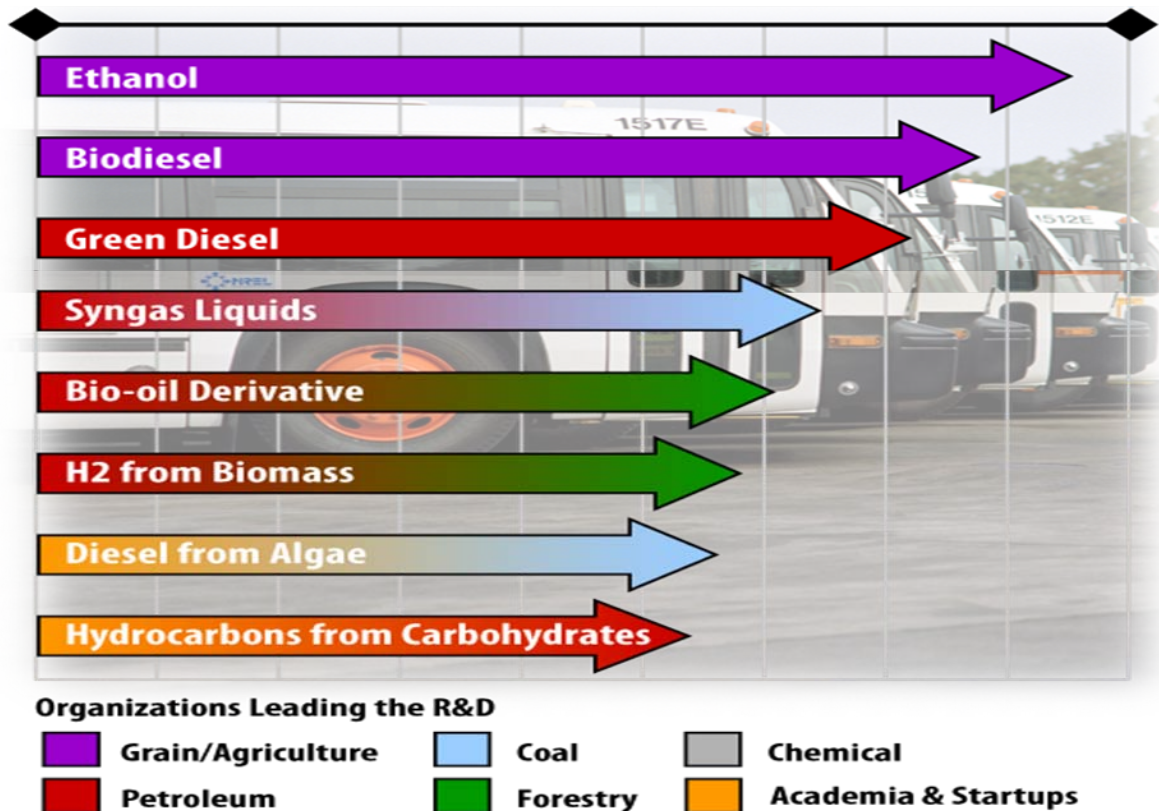 Ethanol
1517E
Biodiesel
1512E
Green Diesel
NREL
Syngas Liquids
Bio-oil Derivative
H2 from Biomass
Diesel from Algae
Hydrocarbons from Carbohydrates
Organizations Leading the R&D
Grain/Agriculture Coal Chemical
Petroleum Forestry Academia & Startups